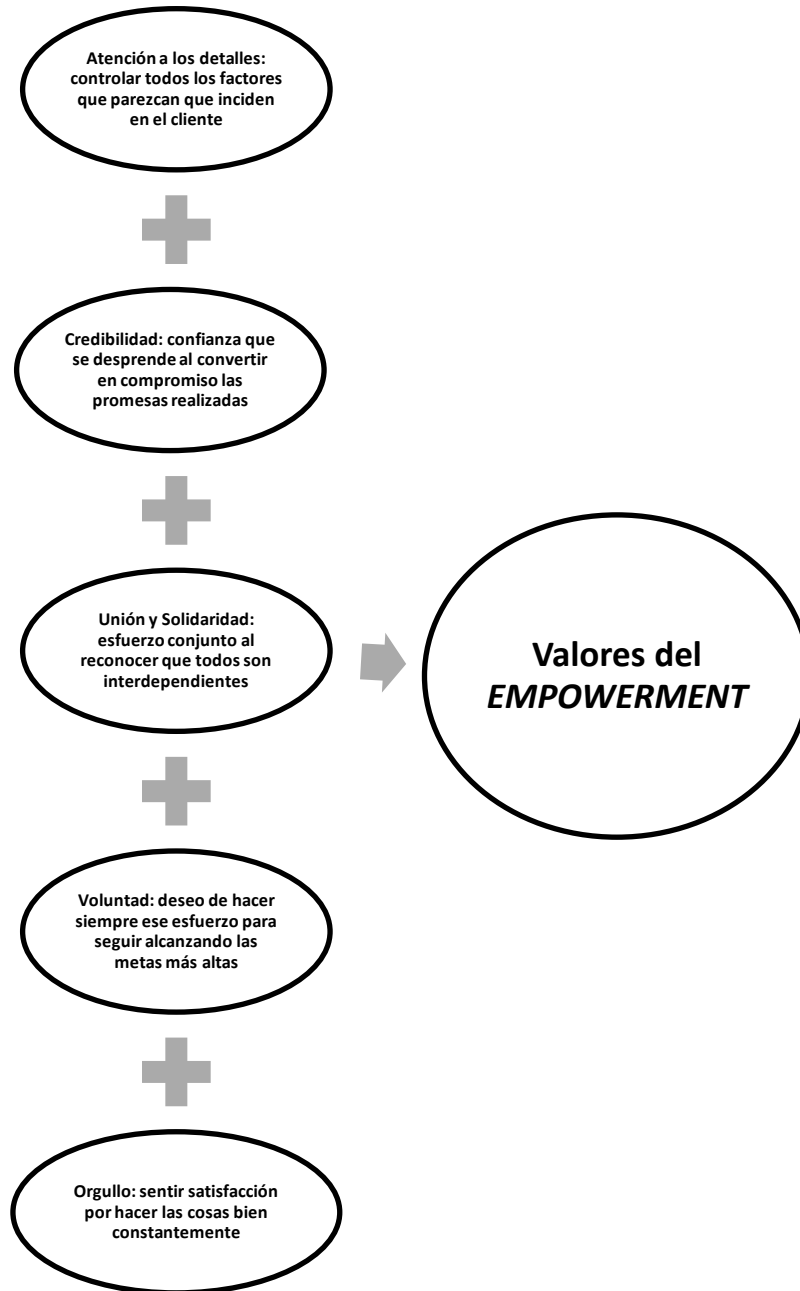 Atención a los detalles:
controlar todos los factores
que parezcan que inciden
en el cliente
Credibilidad: confianza que
se desprende al convertir
en compromiso las
promesas realizadas
Unión y Solidaridad:
esfuerzo conjunto al
reconocer que todos son
interdependientes
Voluntad: deseo de hacer
siempre ese esfuerzo para
seguir alcanzando las
metas más altas
Orgullo: sentir satisfacción
por hacer las cosas bien
constantemente
Valores del
EMPOWERMENT